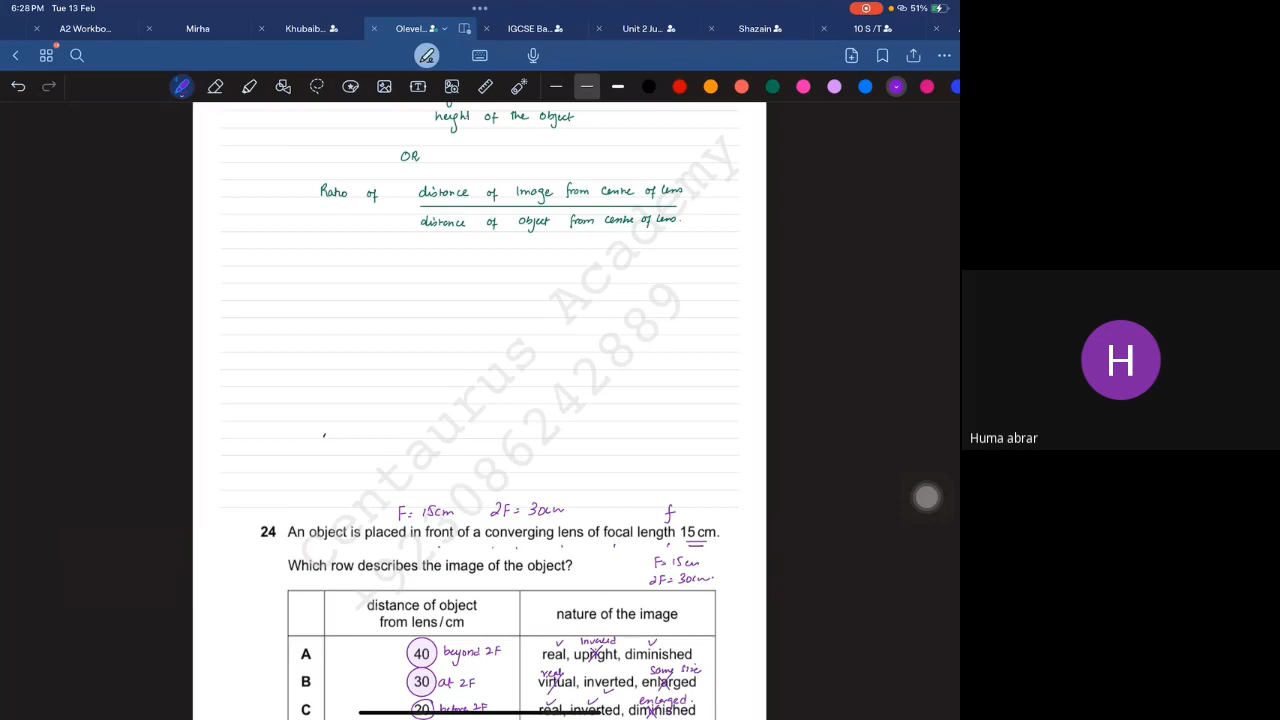 6:28 PM Tue 13 Feb
51%
A2 Workbo...
Mirha
Khubaib...
Olevel...
IGCSE Ba...
Unit 2 Ju...
Shazain
10 S /T
height of the object
OR
Ratio of distance of Image from centre of lens
distance of object from centre of lens.
Centaurus Academy
+923086242889
F = 15cm 2F = 30cm f
24 An object is placed in front of a converging lens of focal length 15 cm.
Which row describes the image of the object?
F = 15cm
2F = 30cm.
distance of object from lens / cm
nature of the image
inverted
A 40 beyond 2F real, upright, diminished
real same size
B 30 at 2F virtual, inverted, enlarged
enlarged.
C 20 before 2F real, inverted, diminished
H
Huma abrar